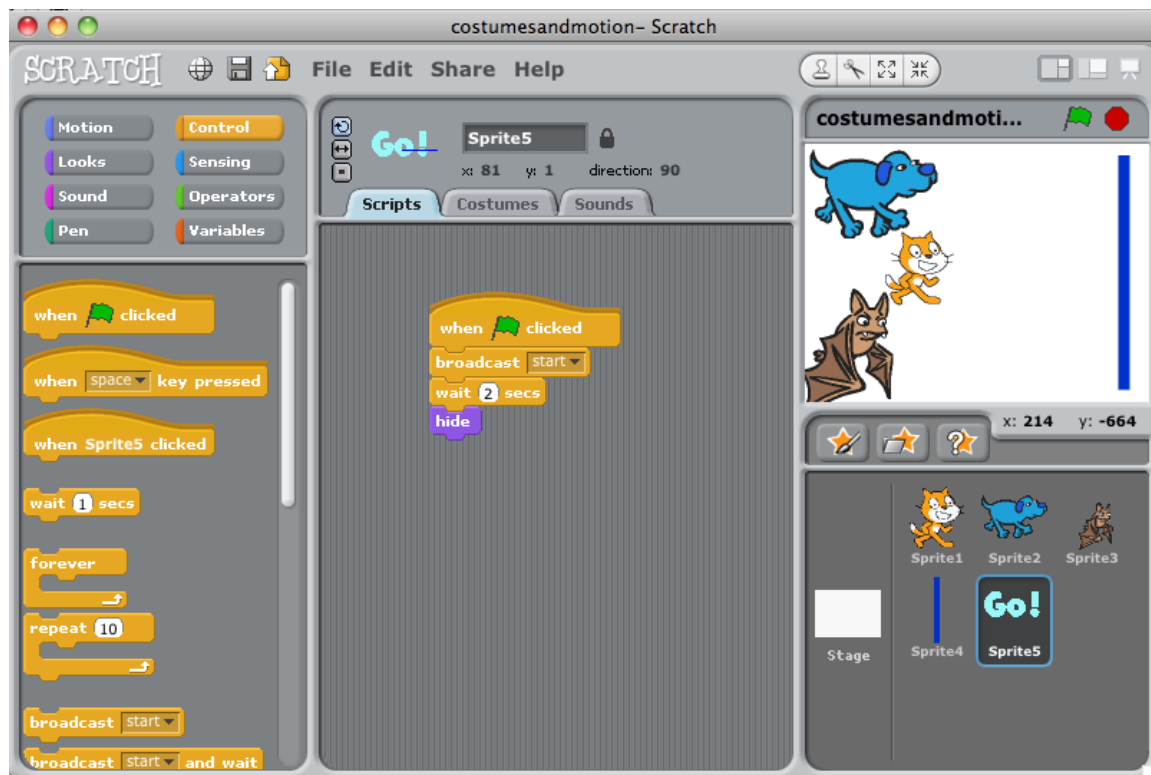 costumesandmotion– Scratch
SCRATCH File Edit Share Help
Motion Control
Looks Sensing
Sound Operators
Pen Variables
when clicked
when space key pressed
when Sprite5 clicked
wait 1 secs
forever
repeat 10
broadcast start
broadcast start and wait
Go! Sprite5
x: 81 y: 1 direction: 90
Scripts Costumes Sounds
when clicked
broadcast start
wait 2 secs
hide
costumesandmoti...
x: 214 y: -664
Sprite1 Sprite2 Sprite3
Go!
Stage Sprite4 Sprite5